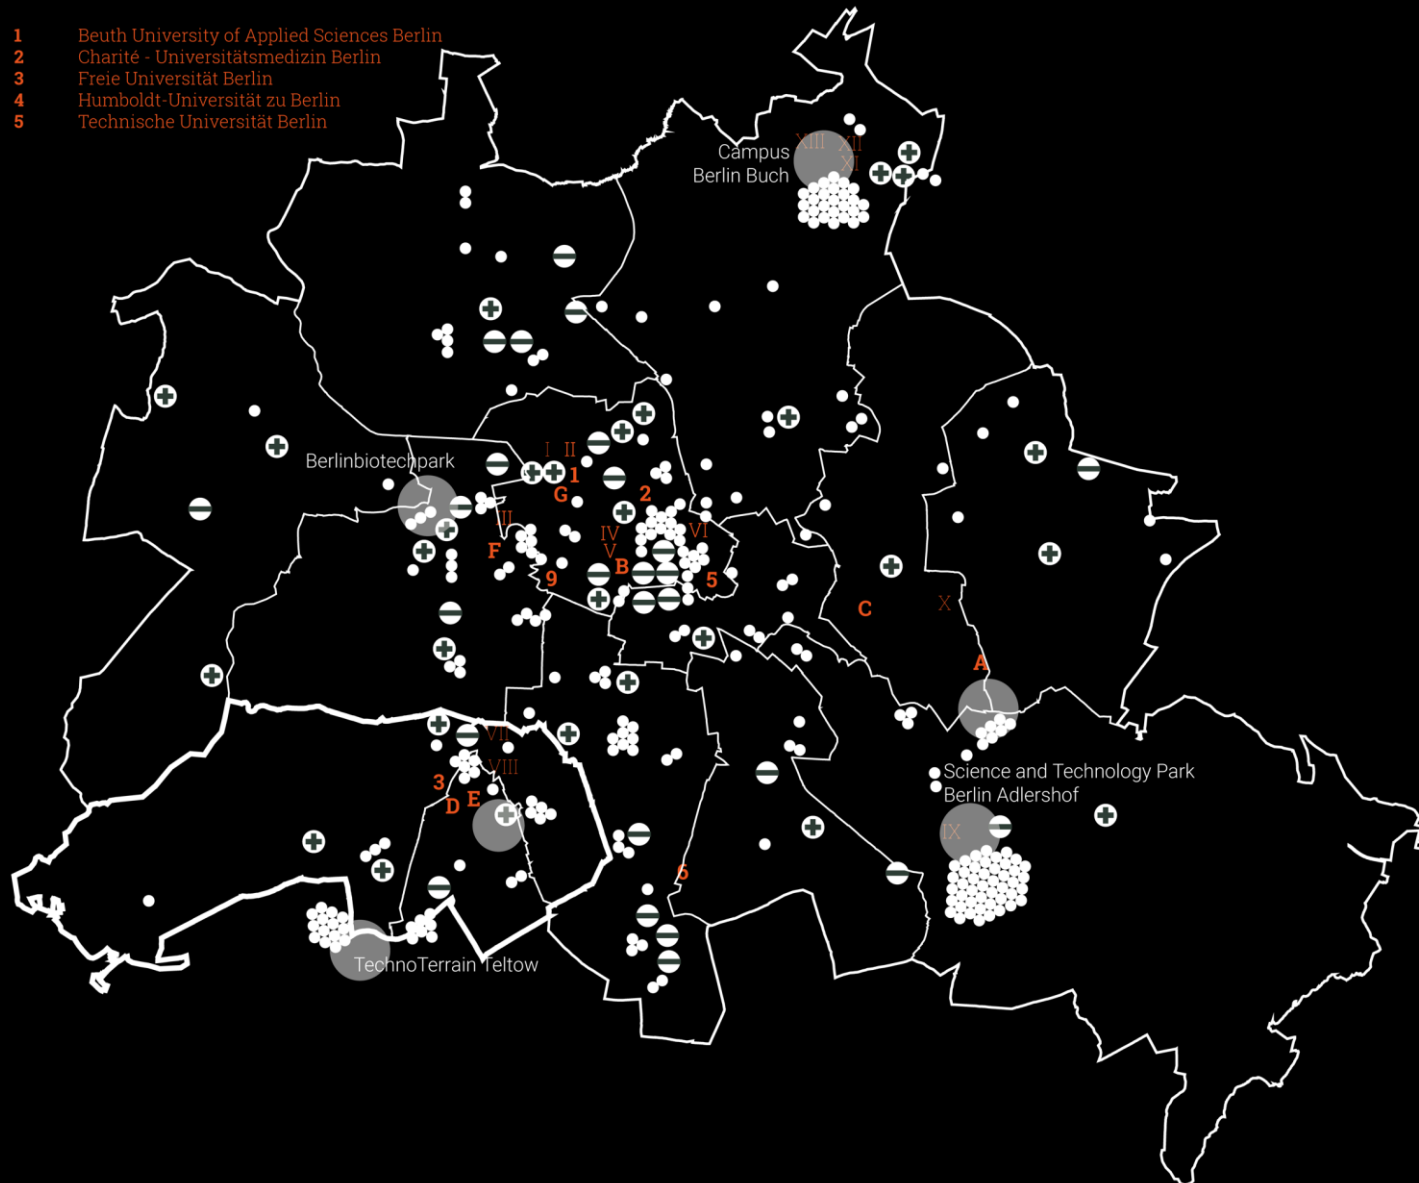 1 Beuth University of Applied Sciences Berlin
2 Charité - Universitätsmedizin Berlin
3 Freie Universität Berlin
4 Humboldt-Universität zu Berlin
5 Technische Universität Berlin
XIII XII
Campus XI
Berlin Buch
I II
Berlinbiotechpark
1
G 2
III
IV VI
F V
B
9 5
C X
A
VII
VIII
Science and Technology Park
3
Berlin Adlershof
D E
IX
6
TechnoTerrain Teltow